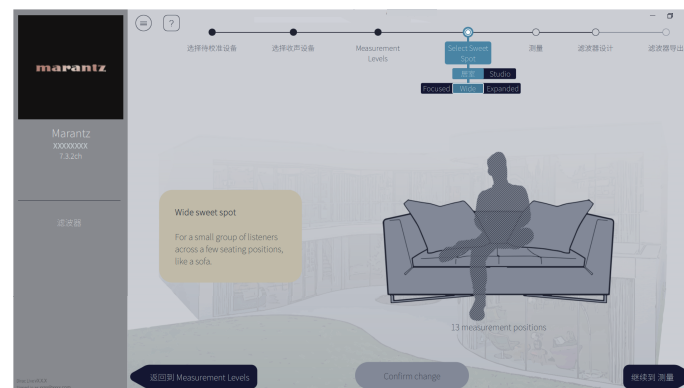 marantz
Marantz
XXXXXXXX
7.3.2ch
滤波器
?
选择待校准设备
选择收声设备
Measurement
Levels
Select Sweet
Spot
测量
滤波器设计
滤波器导出
居室 Studio
Focused Wide Expanded
Wide sweet spot
For a small group of listeners
across a few seating positions,
like a sofa.
13 measurement positions
返回到 Measurement Levels
Confirm change
继续到 测量